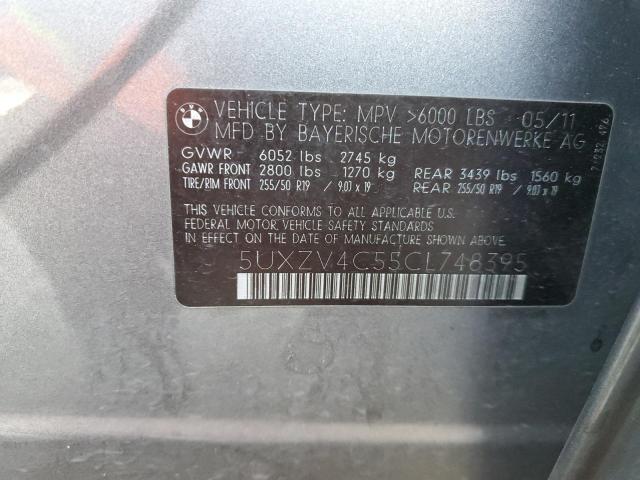 BMW
VEHICLE TYPE: MPV >6000 LBS - 05/11
MFD BY BAYERISCHE MOTORENWERKE AG
GVWR 6052 lbs 2745 kg
GAWR FRONT 2800 lbs 1270 kg REAR 3439 lbs 1560 kg
TIRE/RIM FRONT 255/50 R19 / 9.0J x 19 REAR 255/50 R19 / 9.0J x 19
THIS VEHICLE CONFORMS TO ALL APPLICABLE U.S.
FEDERAL MOTOR VEHICLE SAFETY STANDARDS
IN EFFECT ON THE DATE OF MANUFACTURE SHOWN ABOVE.
5UXZV4C55CL748395